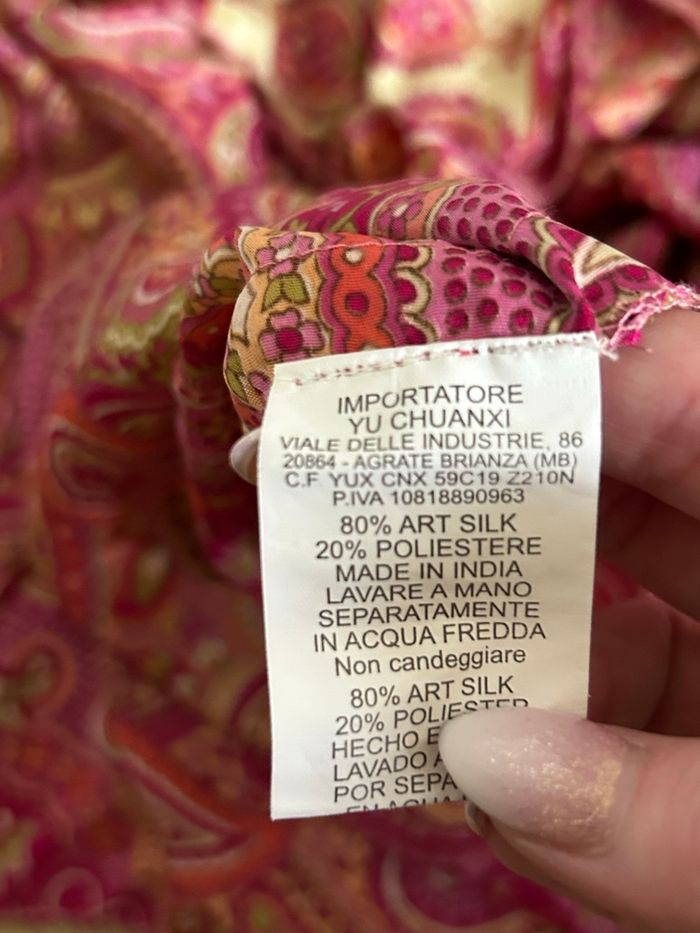 IMPORTATORE
YU CHUANXI
VIALE DELLE INDUSTRIE, 86
20864 - AGRATE BRIANZA (MB)
C.F. YUX CNX 59C19 Z210N
P.IVA 10818890963
80% ART SILK
20% POLIESTERE
MADE IN INDIA
LAVARE A MANO
SEPARATAMENTE
IN ACQUA FREDDA
Non candeggiare
80% ART SILK
20% POLIESTER
HECHO
LAVADO
POR